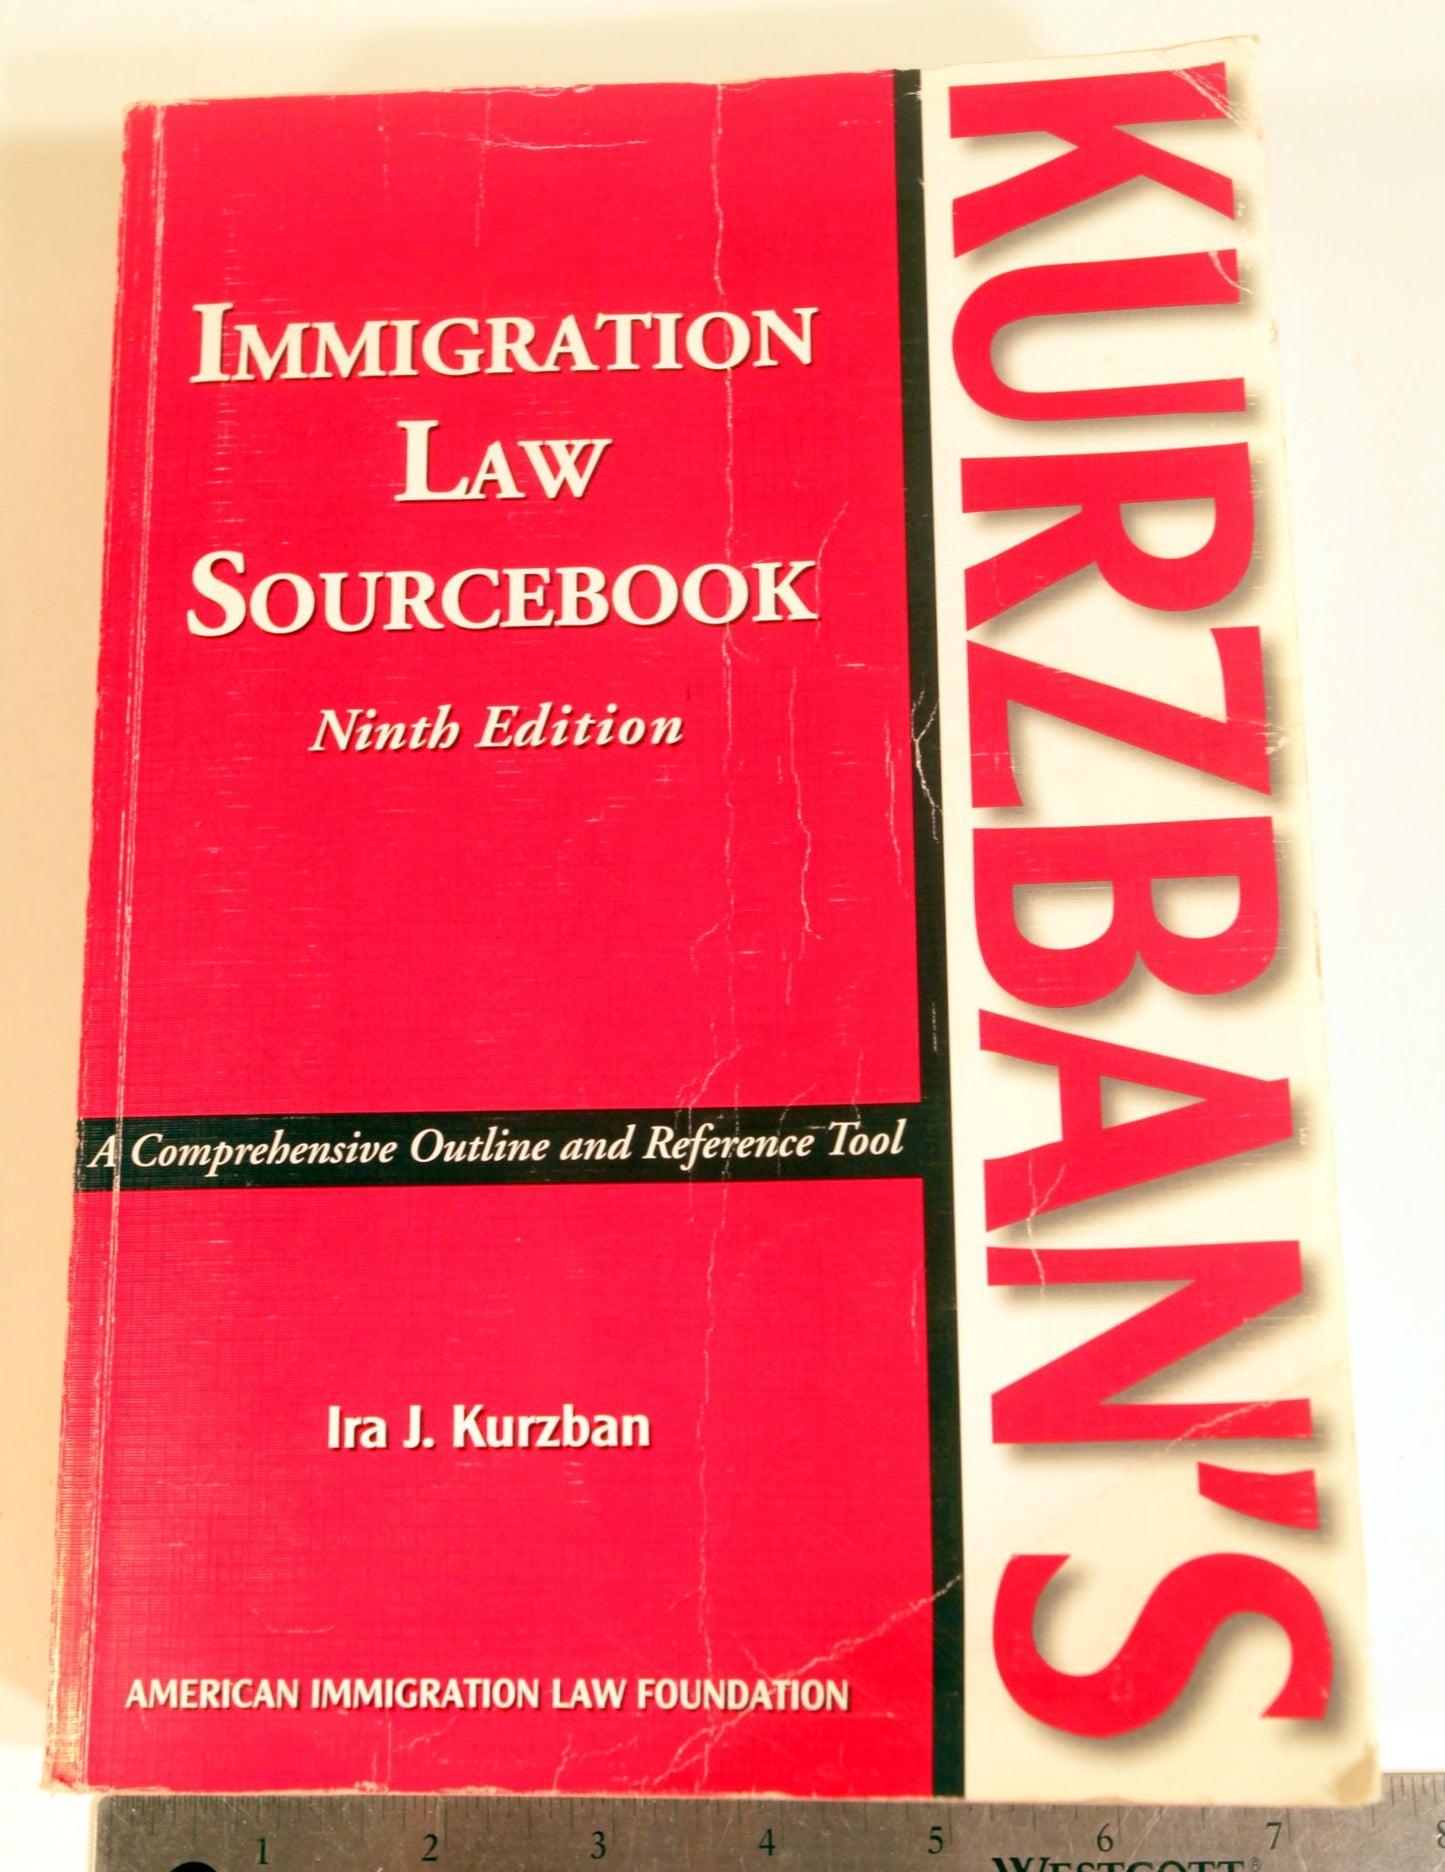 IMMIGRATION
LAW
SOURCEBOOK
Ninth Edition
A Comprehensive Outline and Reference Tool
Ira J. Kurzban
AMERICAN IMMIGRATION LAW FOUNDATION
KURZBAN'S
1 2 3 4 5 6 7 8
WESTCOTT®